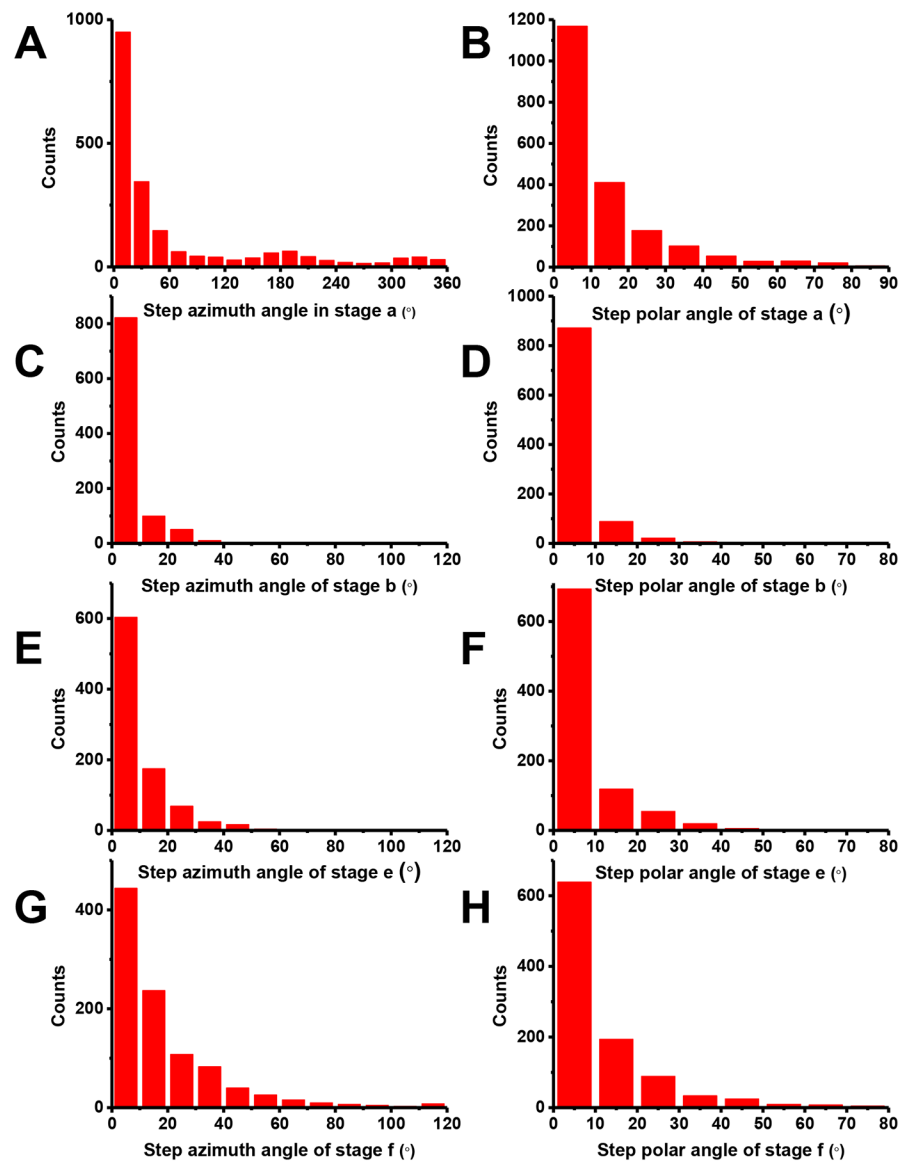 A
1000
500
0
Counts
0 60 120 180 240 300 360
Step azimuth angle in stage a (°)
B
1200
1000
800
600
400
200
0
Counts
0 10 20 30 40 50 60 70 80 90
Step polar angle of stage a (°)
C
800
600
400
200
0
Counts
0 20 40 60 80 100 120
Step azimuth angle of stage b (°)
D
1000
800
600
400
200
0
Counts
0 10 20 30 40 50 60 70 80
Step polar angle of stage b (°)
E
600
400
200
0
Counts
0 20 40 60 80 100 120
Step azimuth angle of stage e (°)
F
600
400
200
0
Counts
0 10 20 30 40 50 60 70 80
Step polar angle of stage e (°)
G
400
200
0
Counts
0 20 40 60 80 100 120
Step azimuth angle of stage f (°)
H
600
400
200
0
Counts
0 10 20 30 40 50 60 70 80
Step polar angle of stage f (°)